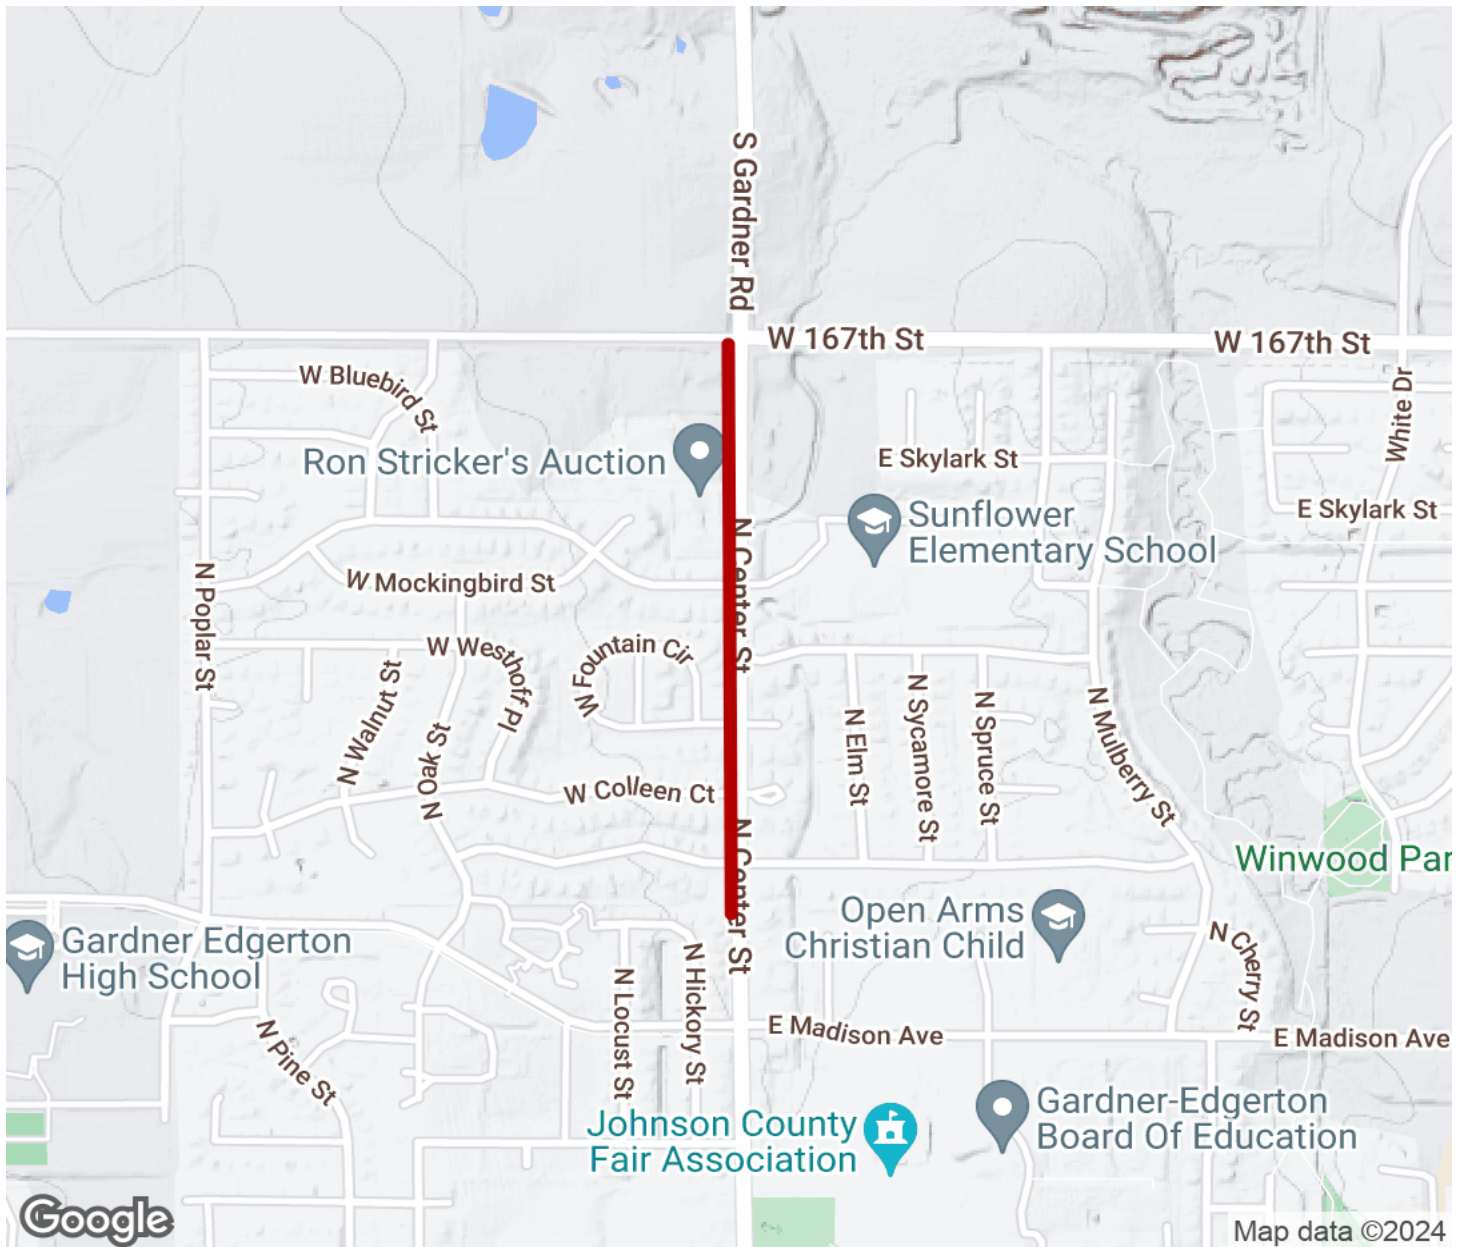 S Gardner Rd
W 167th St
W 167th St
W Bluebird St
White Dr
Ron Stricker's Auction
E Skylark St
E Skylark St
Sunflower
Elementary School
N Center St
W Mockingbird St
N Poplar St
W Westhoff Pl
W Fountain Cir
N Walnut St
N Oak St
N Elm St
N Sycamore St
N Spruce St
N Mulberry St
W Colleen Ct
N Center St
Winwood Par
Open Arms
Christian Child
Gardner Edgerton
High School
N Cherry St
N Locust St
N Hickory St
N Pine St
E Madison Ave
E Madison Ave
Johnson County
Fair Association
Gardner-Edgerton
Board Of Education
Google
Map data ©2024